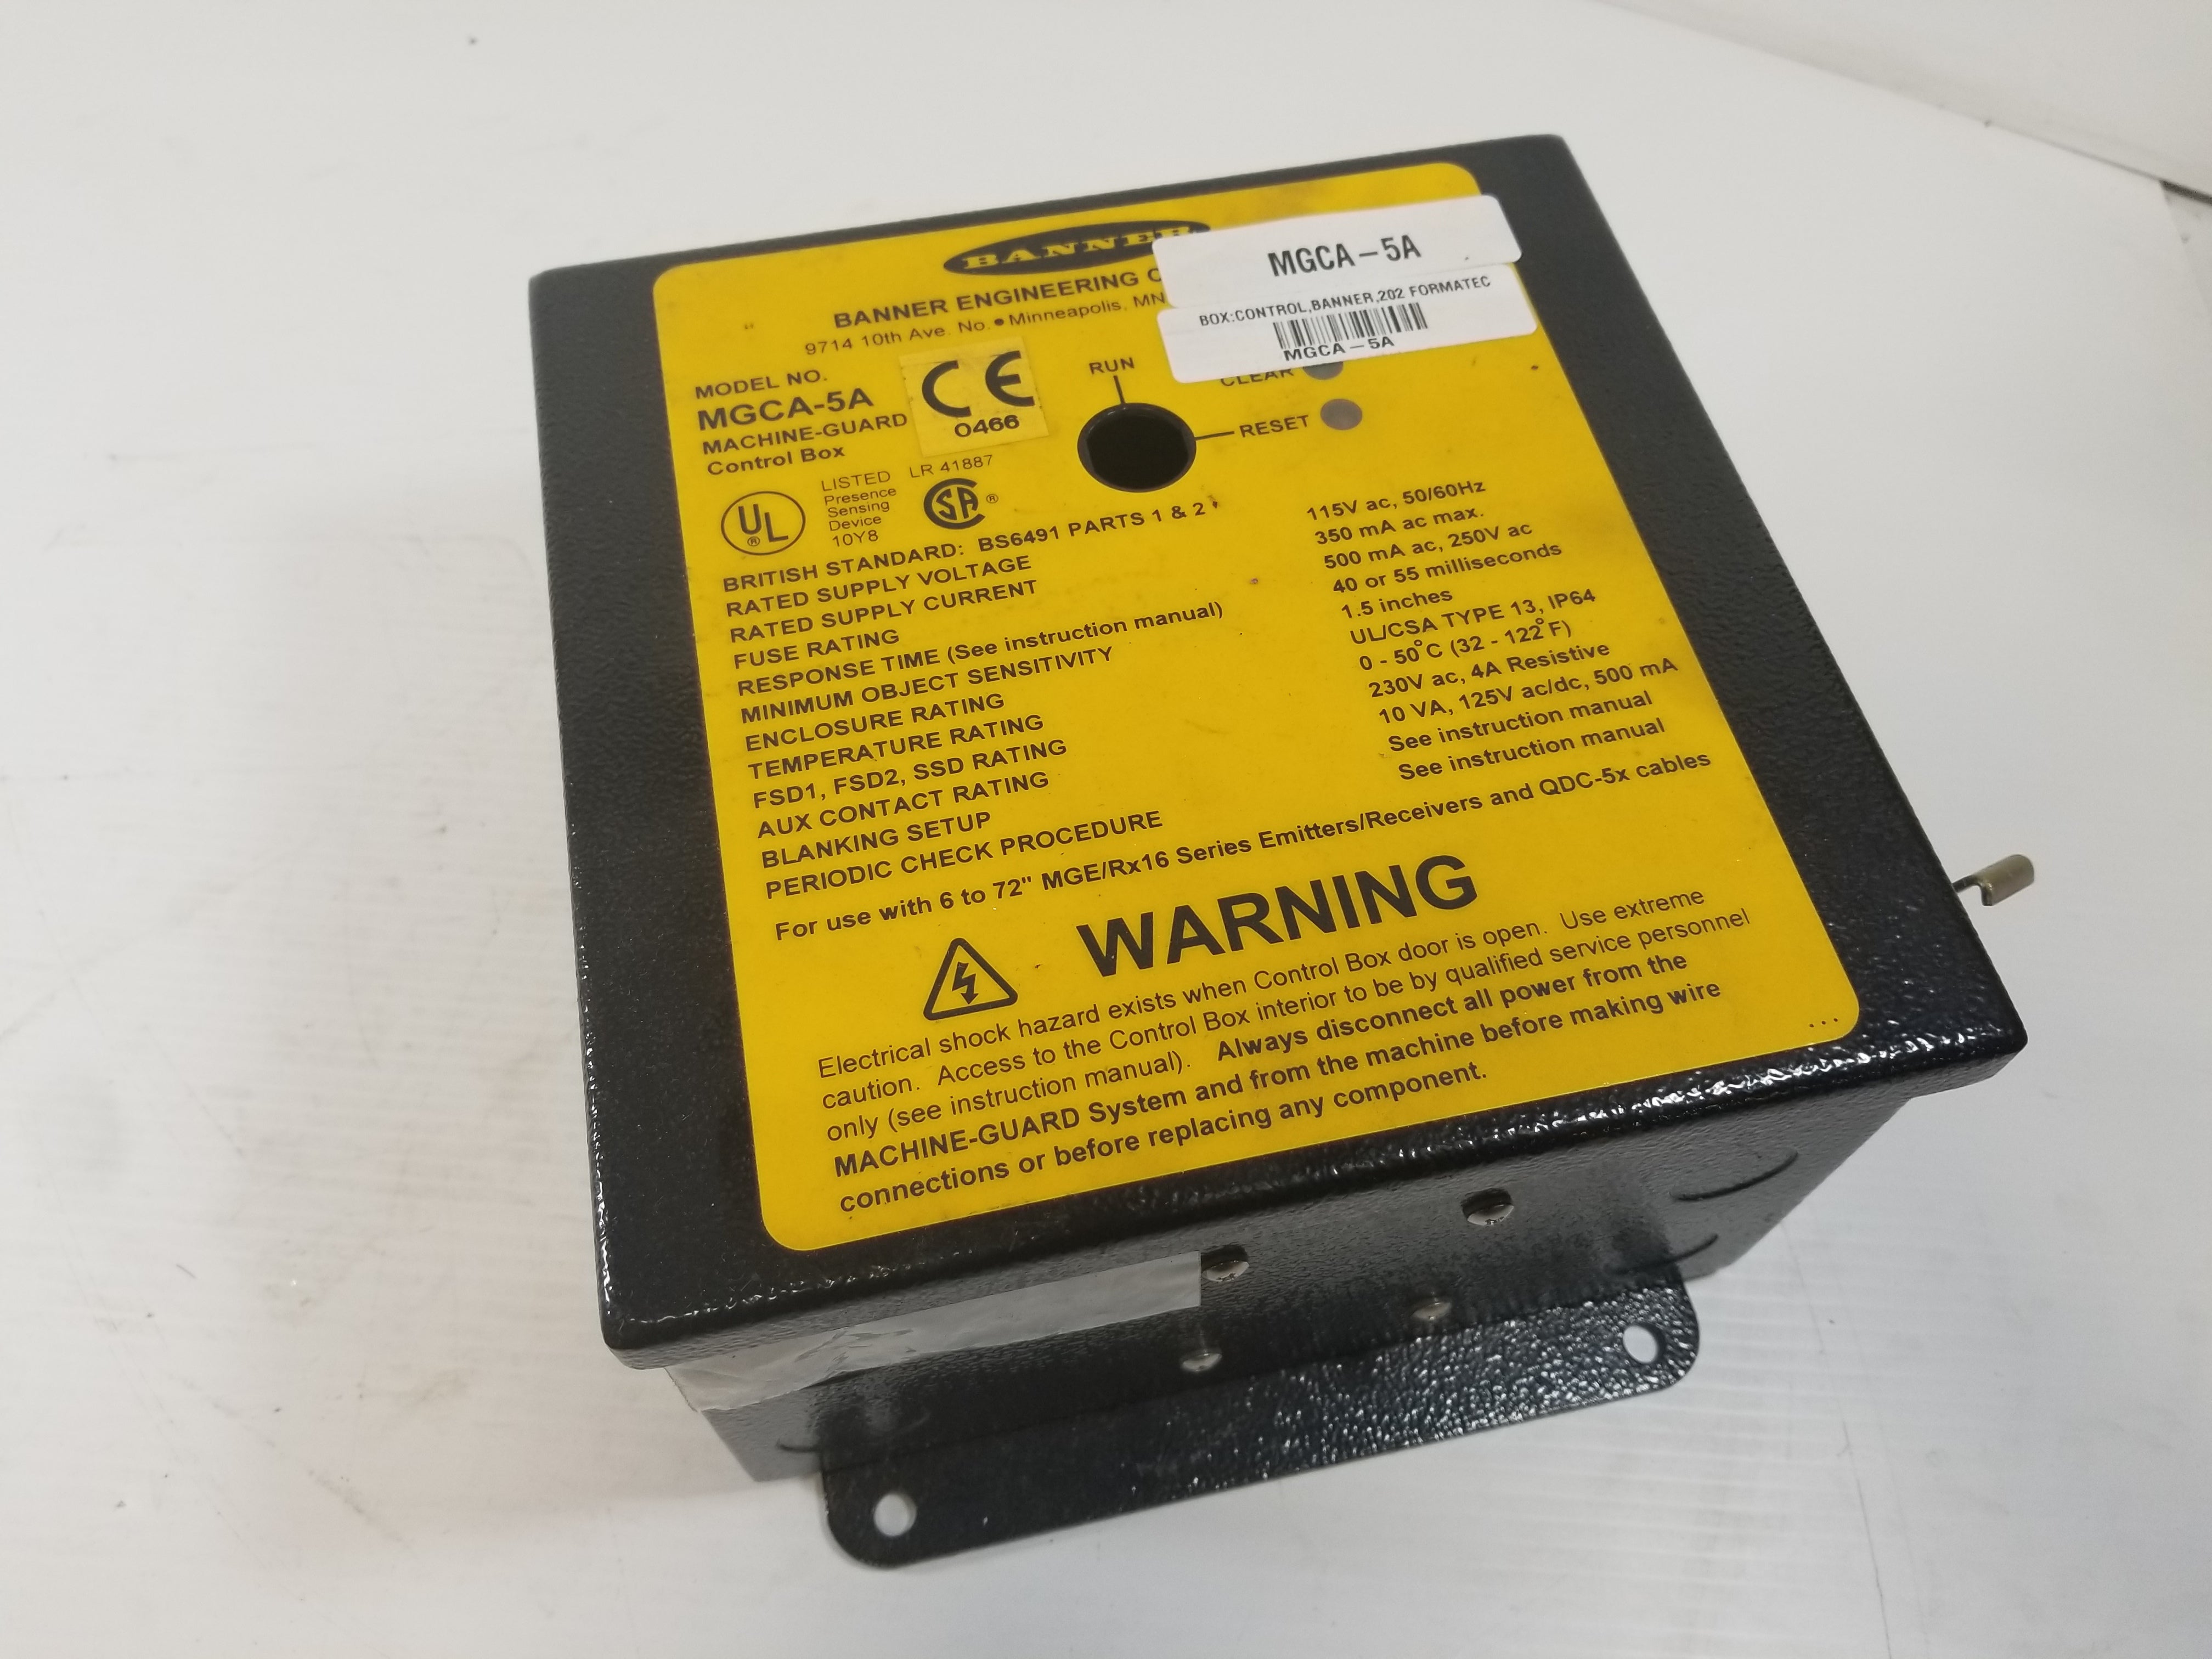 BANNER
MGCA-5A
BANNER ENGINEERING
9714 10th Ave. No. • Minneapolis, MN
BOX:CONTROL,BANNER,202 FORMATEC
MGCA-5A
MODEL NO.
MGCA-5A
MACHINE-GUARD
Control Box
CE
0466
RUN
CLEAR
RESET
UL
®
LISTED
Presence
Sensing
Device
10Y8
LR 41887
SA ®
BRITISH STANDARD: BS6491 PARTS 1 & 2
RATED SUPPLY VOLTAGE 115V ac, 50/60Hz
RATED SUPPLY CURRENT 350 mA ac max.
FUSE RATING 500 mA ac, 250V ac
RESPONSE TIME (See instruction manual) 40 or 55 milliseconds
MINIMUM OBJECT SENSITIVITY 1.5 inches
ENCLOSURE RATING UL/CSA TYPE 13, IP64
TEMPERATURE RATING 0 - 50°C (32 - 122°F)
FSD1, FSD2, SSD RATING 230V ac, 4A Resistive
AUX CONTACT RATING 10 VA, 125V ac/dc, 500 mA
BLANKING SETUP See instruction manual
PERIODIC CHECK PROCEDURE See instruction manual
For use with 6 to 72" MGE/Rx16 Series Emitters/Receivers and QDC-5x cables
WARNING
Electrical shock hazard exists when Control Box door is open. Use extreme
caution. Access to the Control Box interior to be by qualified service personnel
only (see instruction manual). Always disconnect all power from the
MACHINE-GUARD System and from the machine before making wire
connections or before replacing any component.